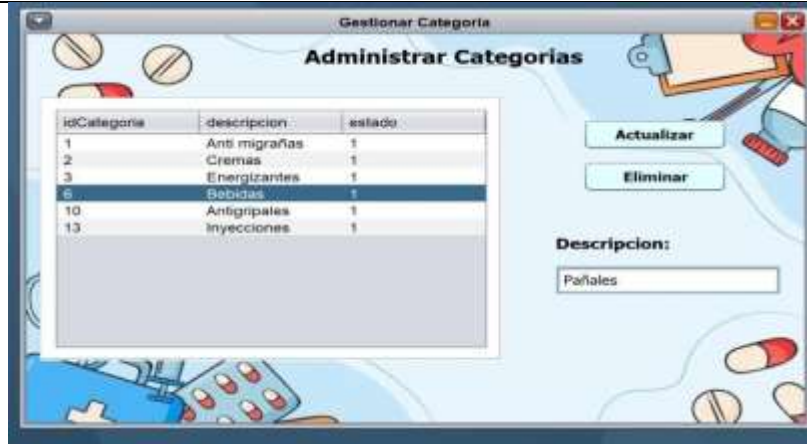 Gestionar Categoria
Administrar Categorias
idCategoria descripcion estado
1 Anti migrañas 1
2 Cremas 1
3 Energizantes 1
6 Bebidas 1
10 Antigripales 1
13 Inyecciones 1
Actualizar
Eliminar
Descripcion:
Pañales